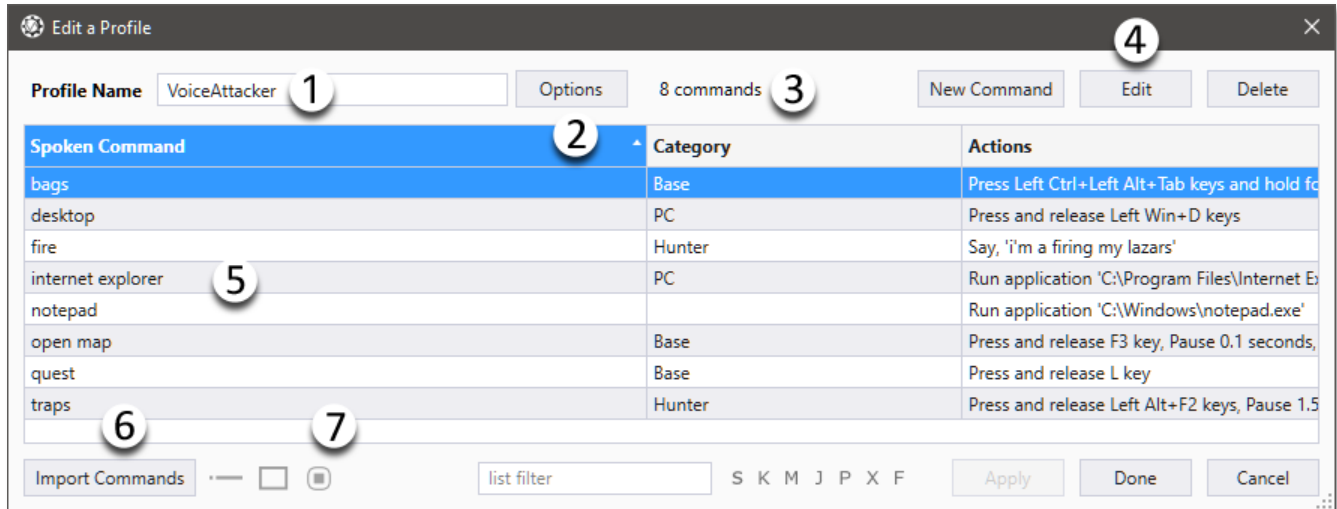 Edit a Profile
4
Profile Name VoiceAttacker 1 Options 8 commands 3 New Command Edit Delete
2
Spoken Command Category Actions
bags Base Press Left Ctrl+Left Alt+Tab keys and hold fo
desktop PC Press and release Left Win+D keys
fire Hunter Say, 'i'm a firing my lazars'
internet explorer 5 PC Run application 'C:\Program Files\Internet Ex
notepad Run application 'C:\Windows\notepad.exe'
open map Base Press and release F3 key, Pause 0.1 seconds,
quest Base Press and release L key
traps Hunter Press and release Left Alt+F2 keys, Pause 1.5
6 7
Import Commands list filter S K M J P X F Apply Done Cancel